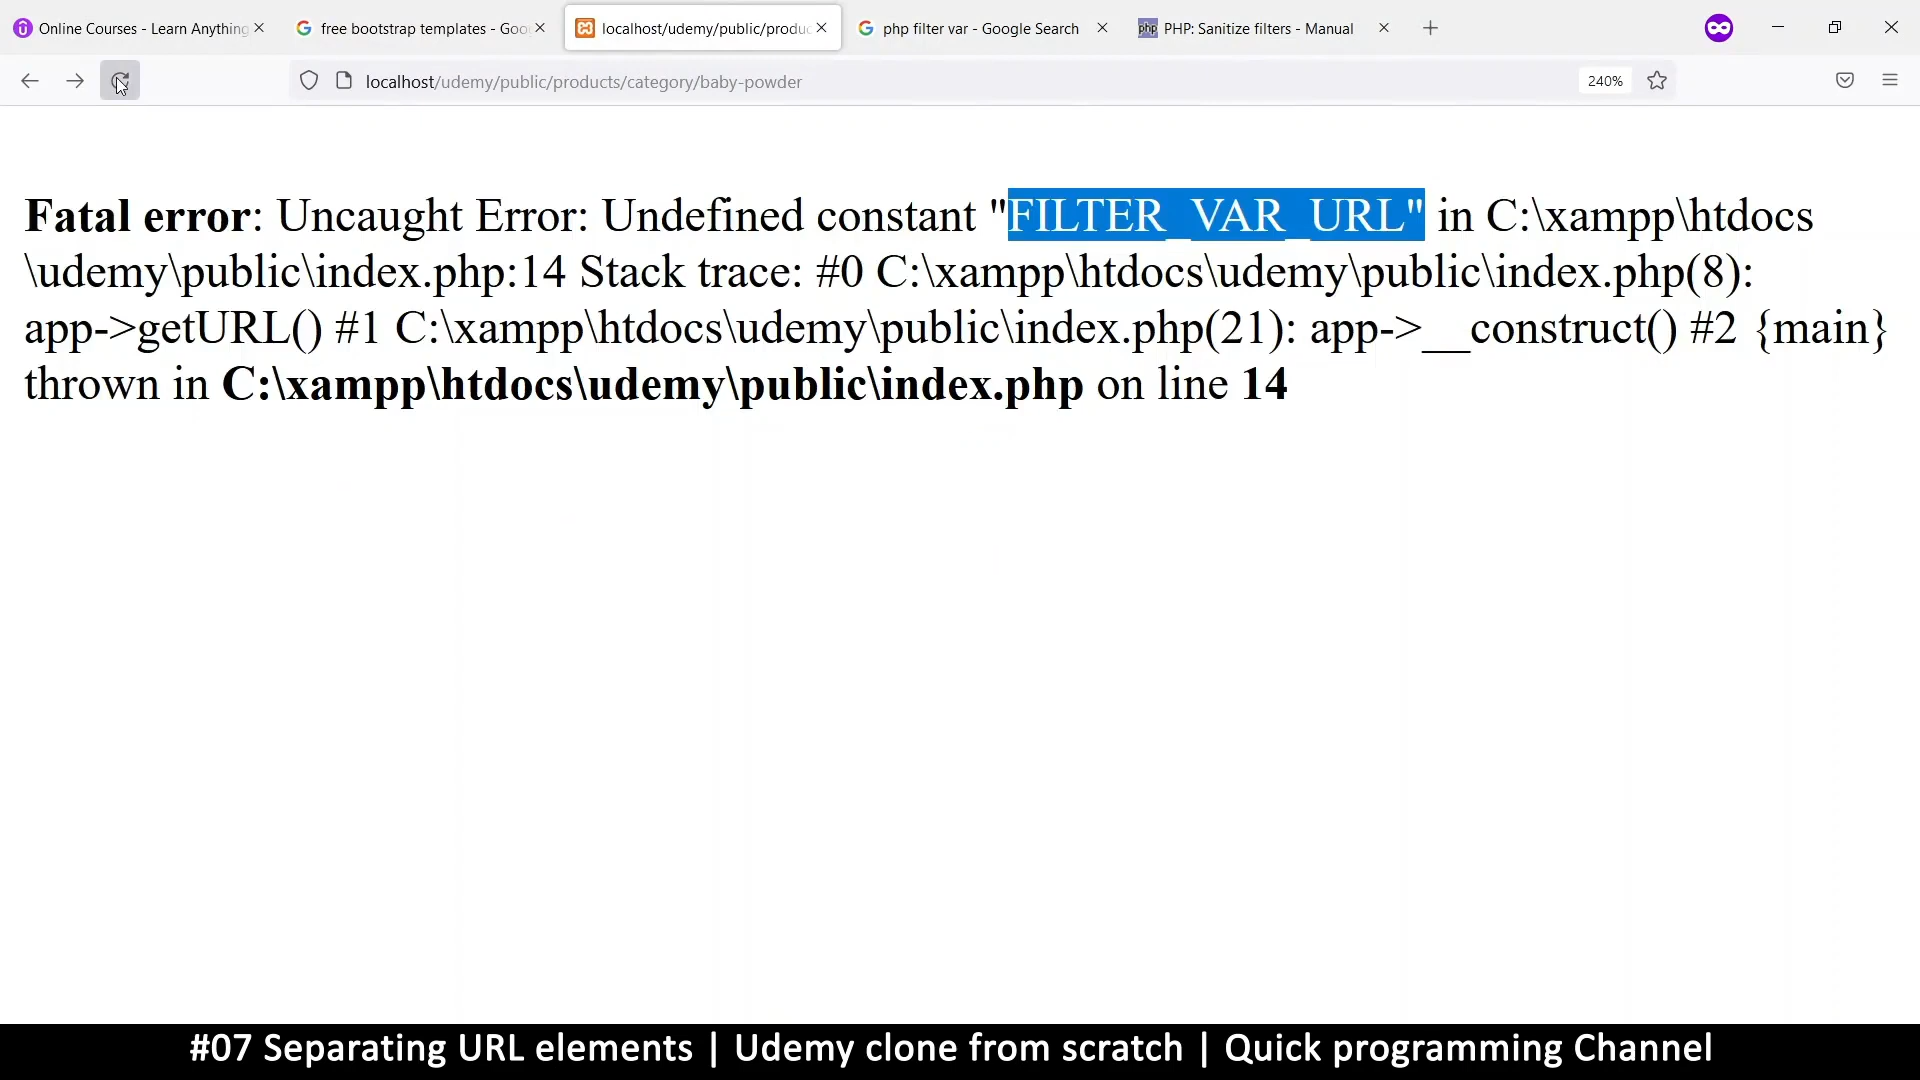 Online Courses - Learn Anything
free bootstrap templates - Goo
localhost/udemy/public/produc
php filter var - Google Search
php
PHP: Sanitize filters - Manual
localhost/udemy/public/products/category/baby-powder
240%
Fatal error: Uncaught Error: Undefined constant "FILTER_VAR_URL" in C:\xampp\htdocs
\udemy\public\index.php:14 Stack trace: #0 C:\xampp\htdocs\udemy\public\index.php(8):
app->getURL() #1 C:\xampp\htdocs\udemy\public\index.php(21): app->__construct() #2 {main}
thrown in C:\xampp\htdocs\udemy\public\index.php on line 14
#07 Separating URL elements | Udemy clone from scratch | Quick programming Channel